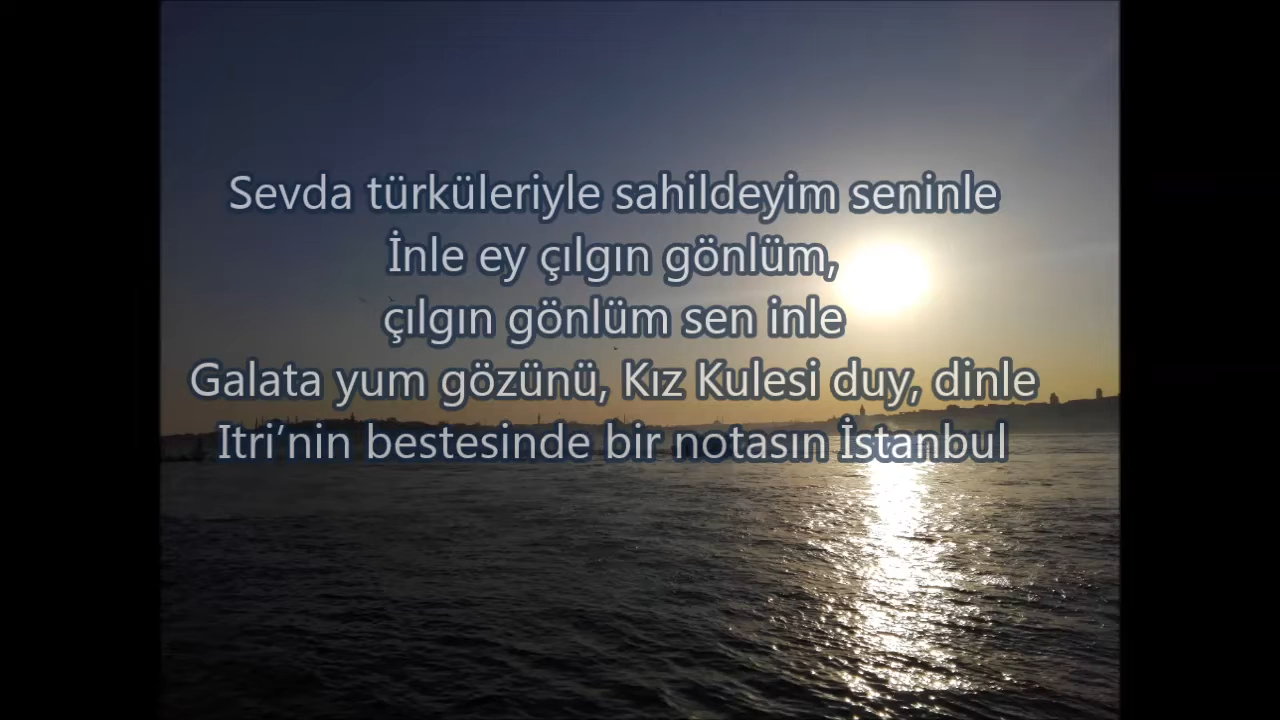 Sevda türküleriyle sahildeyim seninle
İnle ey çılgın gönlüm,
çılgın gönlüm sen inle
Galata yum gözünü, Kız Kulesi duy, dinle
Itri’nin bestesinde bir notasın İstanbul